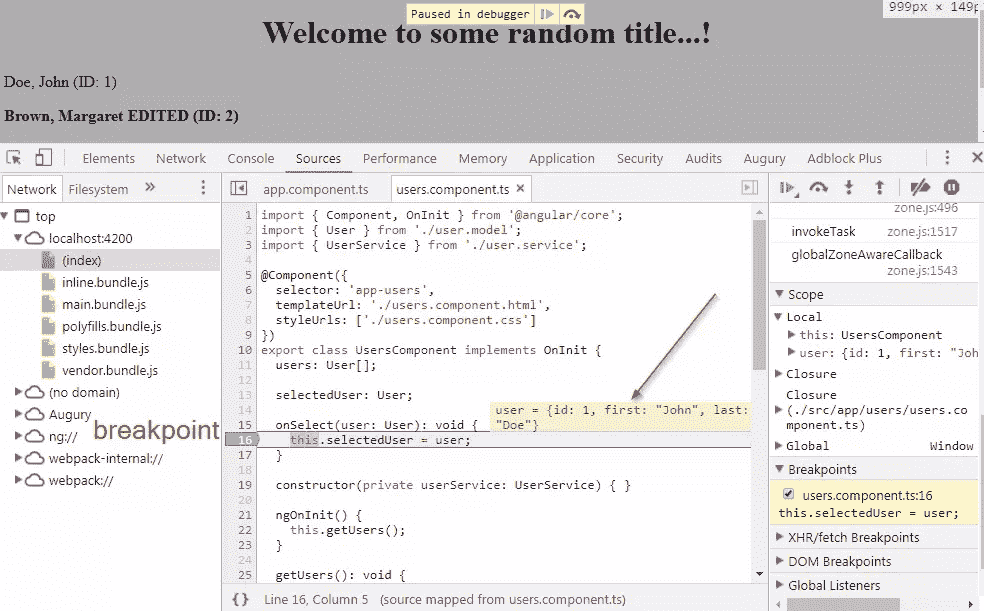 Paused in debugger
999px × 149p
Welcome to some random title...!
Doe, John (ID: 1)
Brown, Margaret EDITED (ID: 2)
Elements Network Console Sources Performance Memory Application Security Audits Augury Adblock Plus
Network Filesystem »
top
localhost:4200
(index)
inline.bundle.js
main.bundle.js
polyfills.bundle.js
styles.bundle.js
vendor.bundle.js
(no domain)
Augury
ng://
webpack-internal://
webpack://
breakpoint
app.component.ts users.component.ts ×
1 import { Component, OnInit } from '@angular/core';
2 import { User } from './user.model';
3 import { UserService } from './user.service';
4
5 @Component({
6 selector: 'app-users',
7 templateUrl: './users.component.html',
8 styleUrls: ['./users.component.css']
9 })
10 export class UsersComponent implements OnInit {
11 users: User[];
12
13 selectedUser: User;
14
15 onSelect(user: User): void {
user = {id: 1, first: "John", last:
"Doe"}
16 this.selectedUser = user;
17 }
18
19 constructor(private userService: UserService) { }
20
21 ngOnInit() {
22 this.getUsers();
23 }
24
25 getUsers(): void {
{} Line 16, Column 5 (source mapped from users.component.ts)
zone.js:496
invokeTask zone.js:1517
globalZoneAwareCallback
zone.js:1543
Scope
Local
this: UsersComponent
user: {id: 1, first: "Joh
Closure
Closure
(./src/app/users/users.co
mponent.ts)
Global Window
Breakpoints
users.component.ts:16
this.selectedUser = user;
XHR/fetch Breakpoints
DOM Breakpoints
Global Listeners